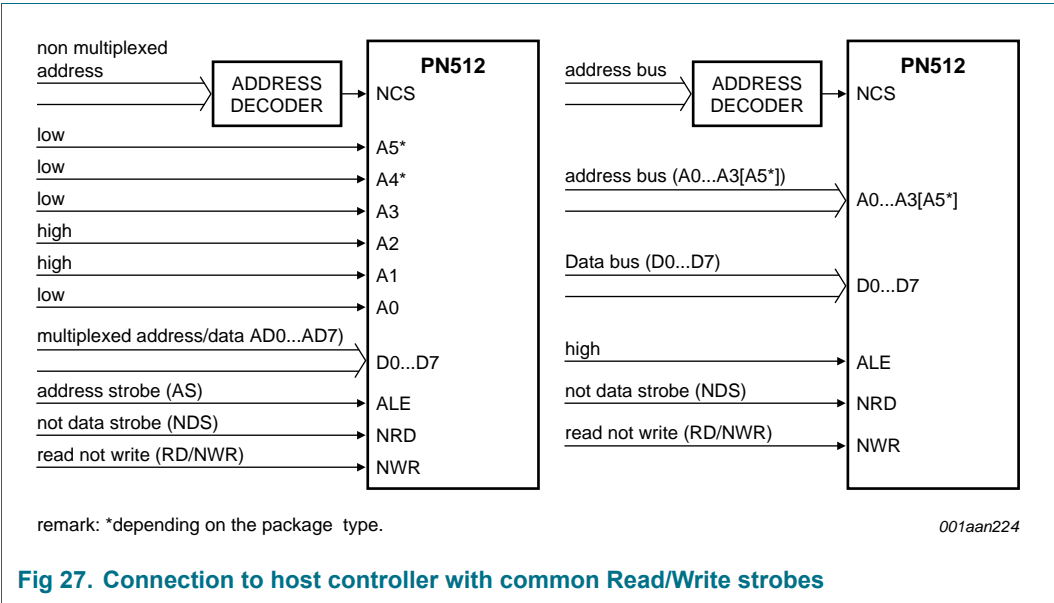 non multiplexed
address
ADDRESS
DECODER
PN512
NCS
low
A5*
low
A4*
low
A3
high
A2
high
A1
low
A0
multiplexed address/data AD0...AD7)
D0...D7
address strobe (AS)
ALE
not data strobe (NDS)
NRD
read not write (RD/NWR)
NWR
address bus
ADDRESS
DECODER
PN512
NCS
address bus (A0...A3[A5*])
A0...A3[A5*]
Data bus (D0...D7)
D0...D7
high
ALE
not data strobe (NDS)
NRD
read not write (RD/NWR)
NWR
remark: *depending on the package type.
001aan224
Fig 27. Connection to host controller with common Read/Write strobes